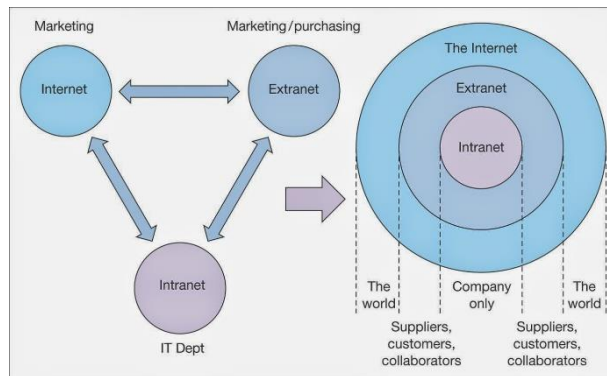 Marketing
Marketing/purchasing
Internet
Extranet
Intranet
IT Dept
The Internet
Extranet
Intranet
The
world
Company
only
The
world
Suppliers,
customers,
collaborators
Suppliers,
customers,
collaborators